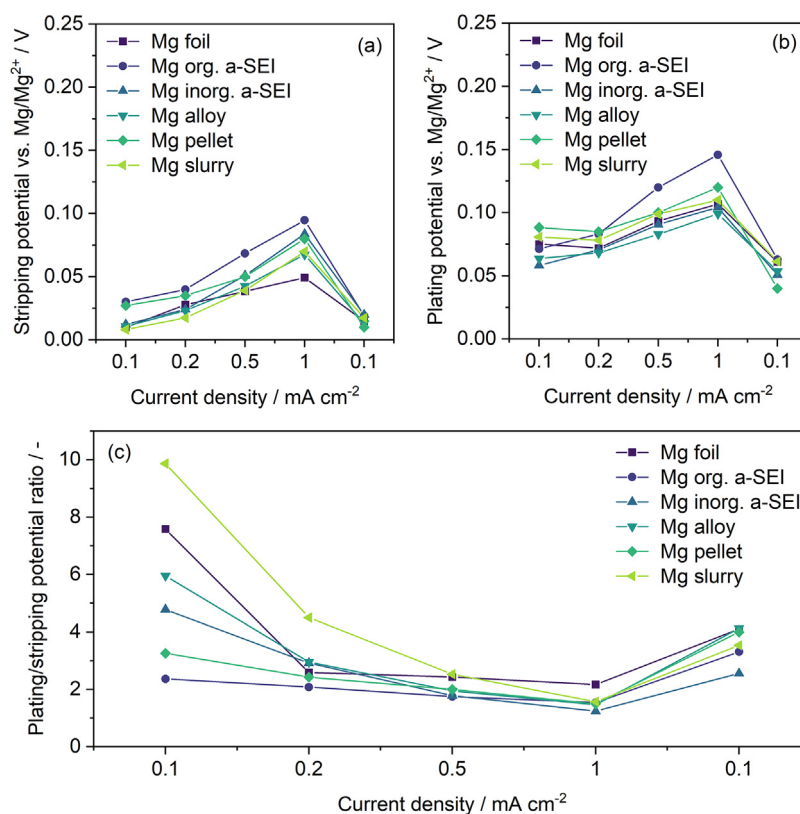 Stripping potential vs. Mg/Mg²⁺ / V
0.25
0.20
0.15
0.10
0.05
0.00
(a)
Mg foil
Mg org. a-SEI
Mg inorg. a-SEI
Mg alloy
Mg pellet
Mg slurry
0.1 0.2 0.5 1 0.1
Current density / mA cm⁻²
Plating potential vs. Mg/Mg²⁺ / V
0.25
0.20
0.15
0.10
0.05
0.00
(b)
Mg foil
Mg org. a-SEI
Mg inorg. a-SEI
Mg alloy
Mg pellet
Mg slurry
0.1 0.2 0.5 1 0.1
Current density / mA cm⁻²
Plating/stripping potential ratio / -
10
8
6
4
2
0
(c)
Mg foil
Mg org. a-SEI
Mg inorg. a-SEI
Mg alloy
Mg pellet
Mg slurry
0.1 0.2 0.5 1 0.1
Current density / mA cm⁻²